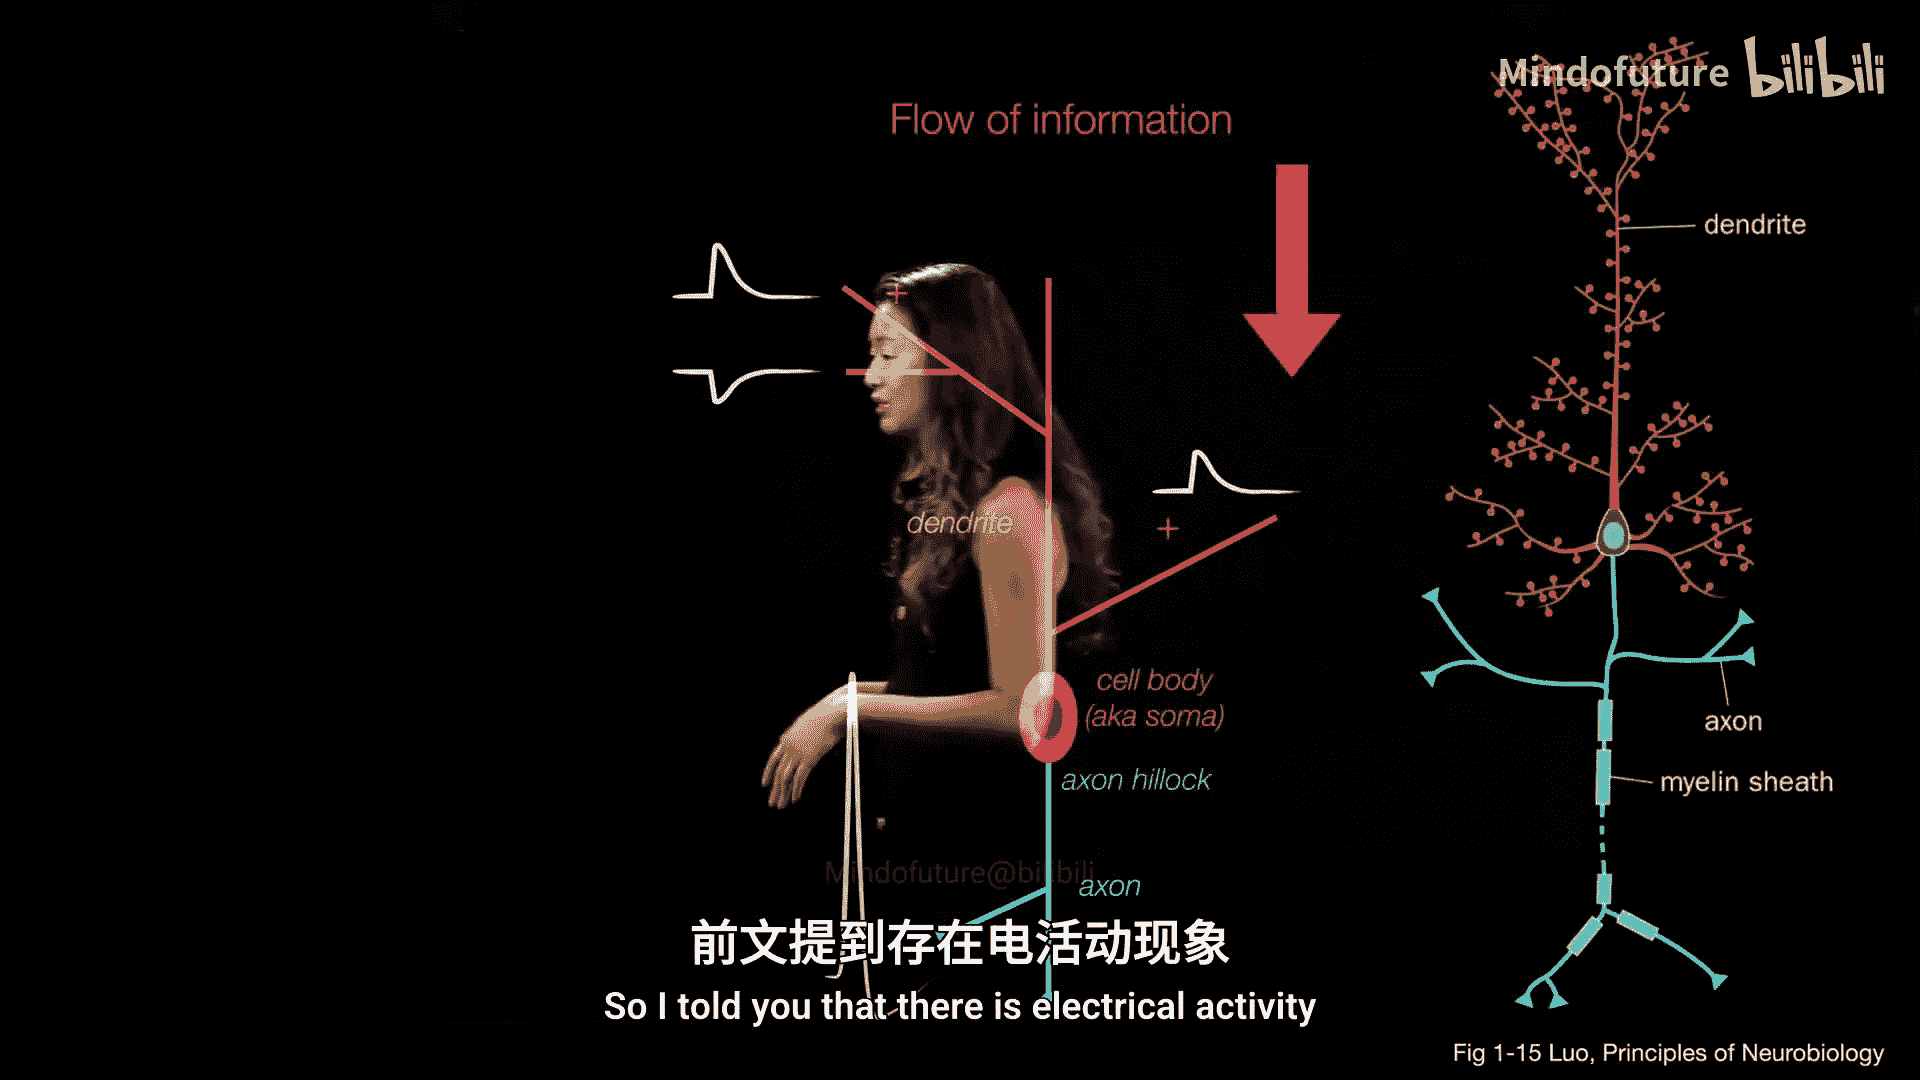 Mindofuture bilibili
Flow of information
+
dendrite
dendrite
+
cell body
(aka soma)
axon hillock
axon
axon
myelin sheath
Mindofuture@bilibili
前文提到存在电活动现象
So I told you that there is electrical activity
Fig 1-15 Luo, Principles of Neurobiology